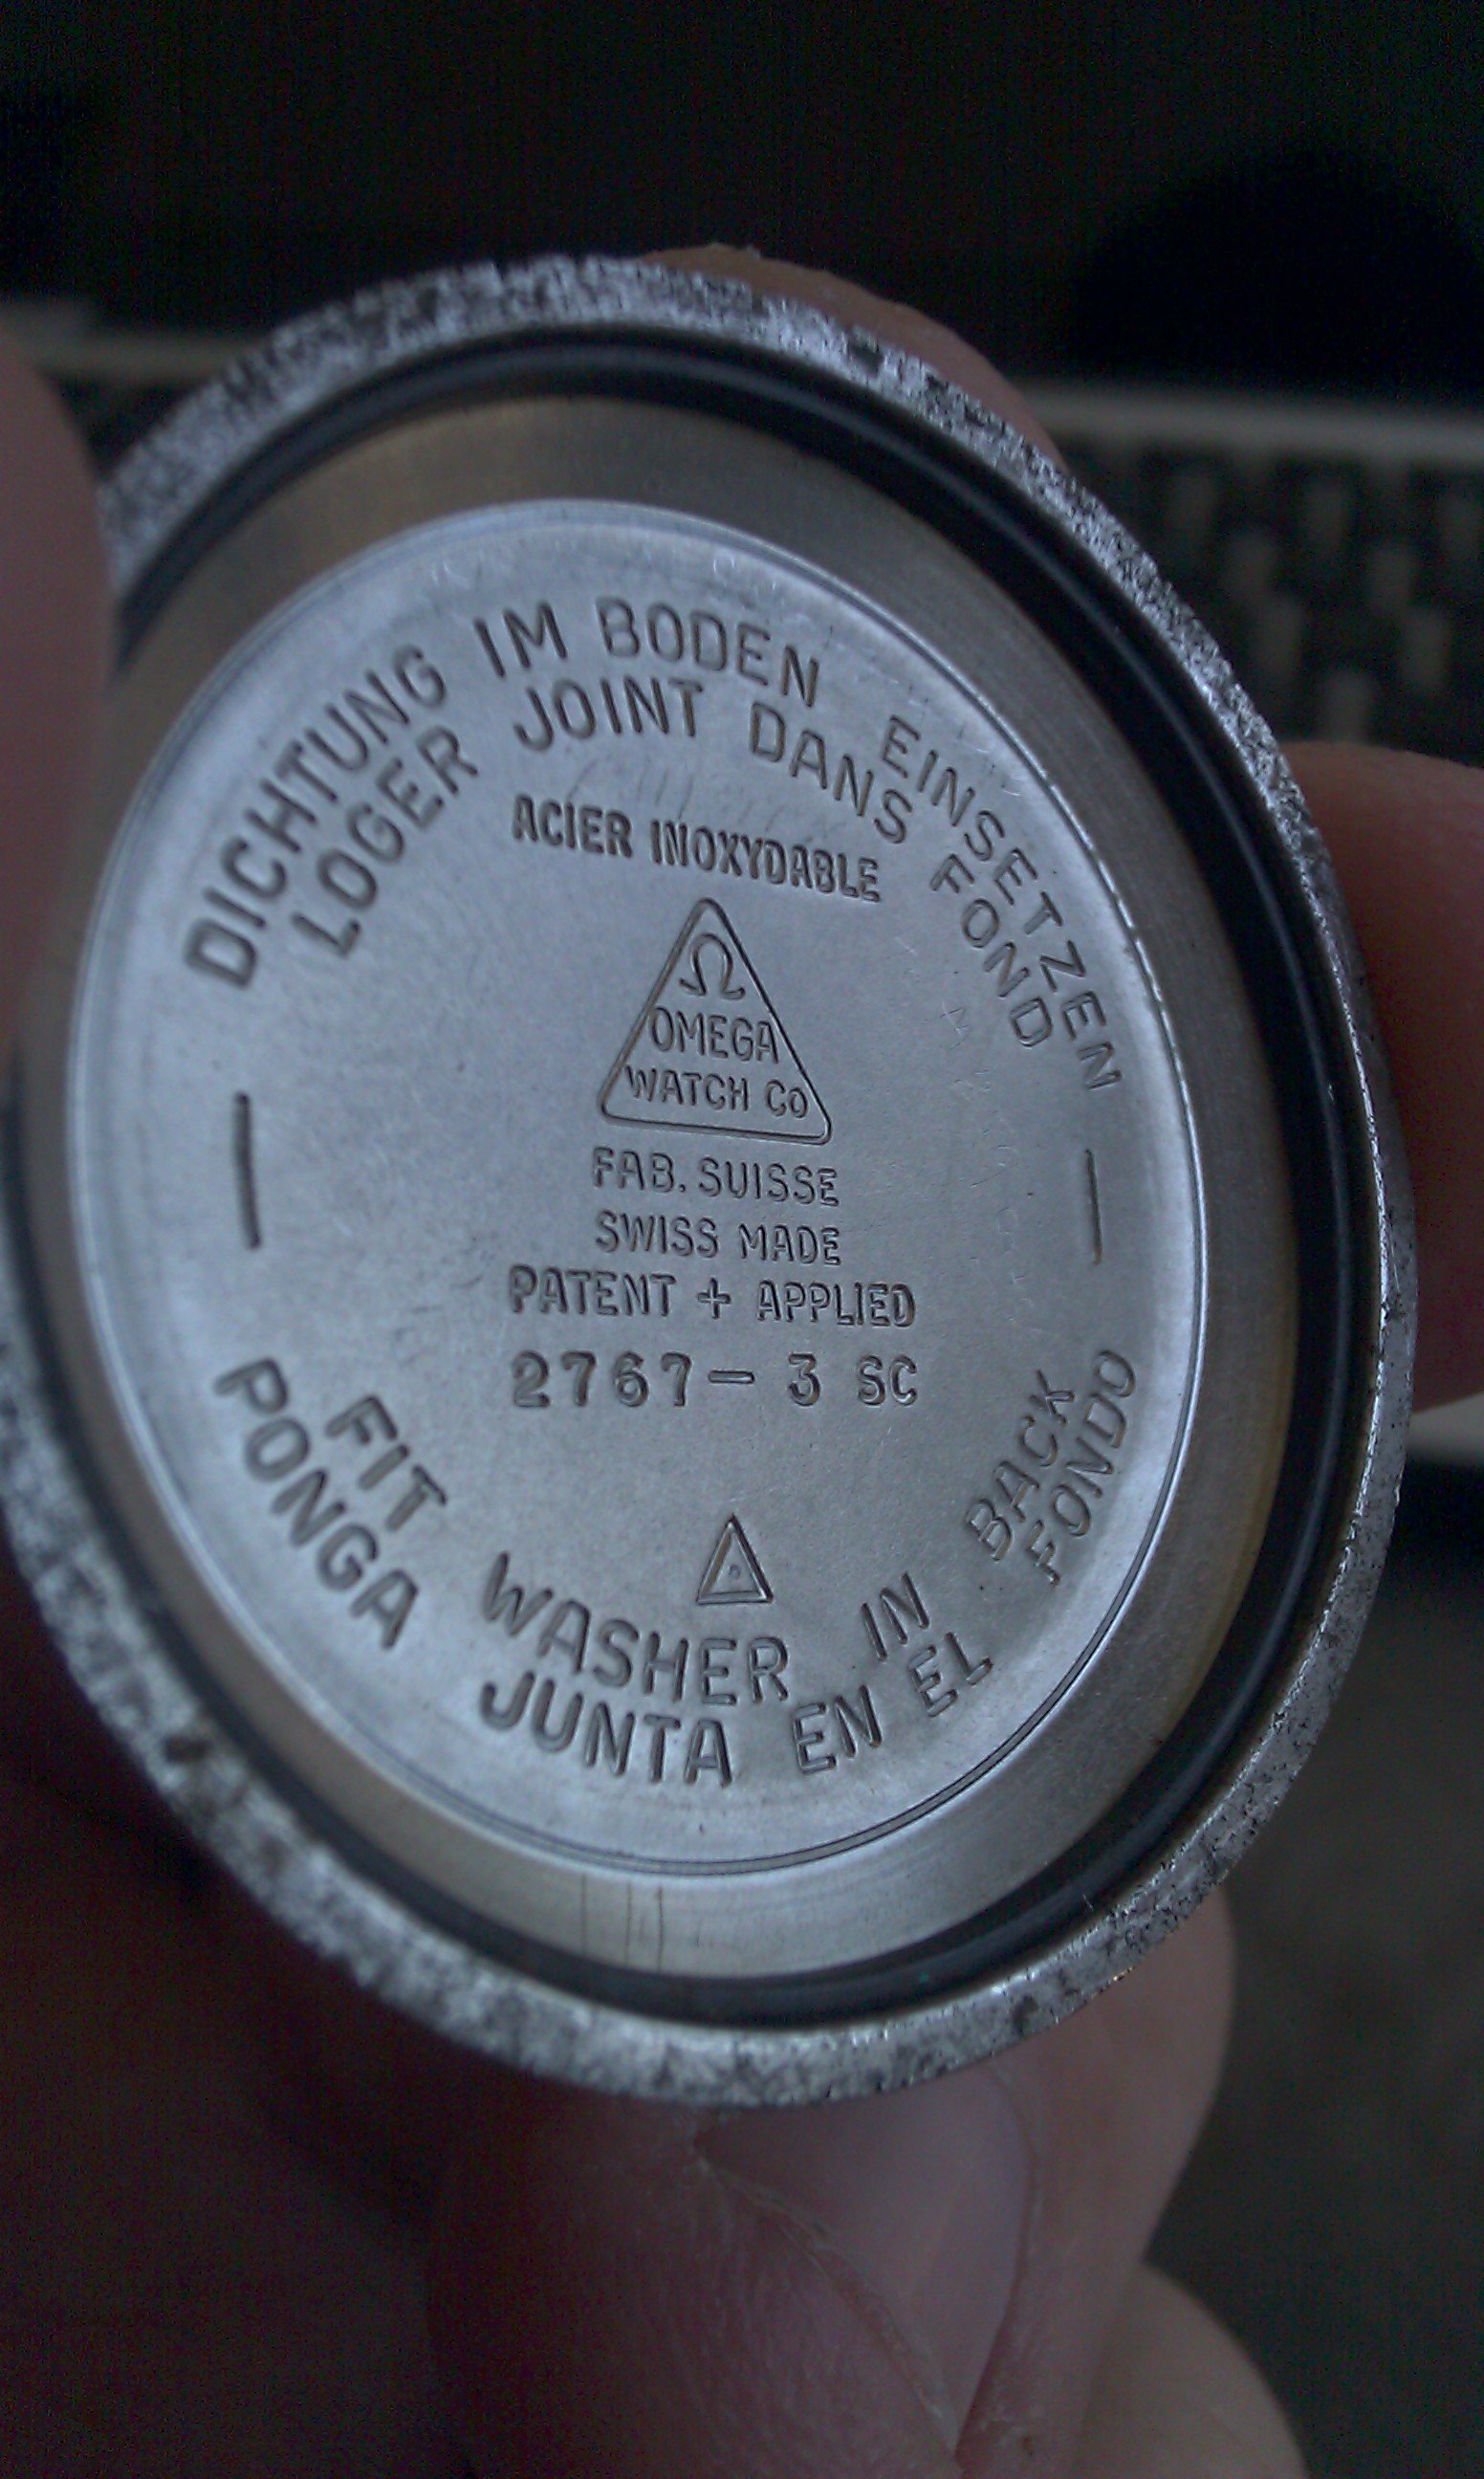 DICHTUNG IM BODEN EINSETZEN
LOGER JOINT DANS FOND
ACIER INOXYDABLE
Ω
OMEGA
WATCH Co
FAB. SUISSE
SWISS MADE
PATENT + APPLIED
2767- 3 SC
FIT WASHER IN BACK
PONGA JUNTA EN EL FONDO